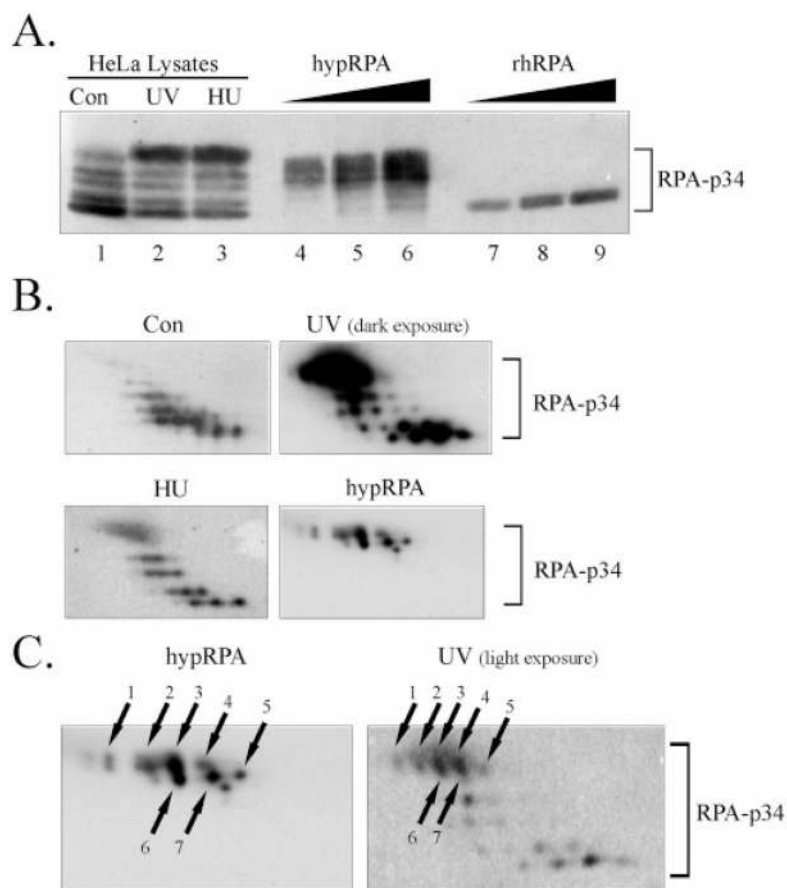 A.
HeLa Lysates hypRPA rhRPA
Con UV HU
RPA-p34
1 2 3 4 5 6 7 8 9
B.
Con UV (dark exposure)
RPA-p34
HU hypRPA
RPA-p34
C.
hypRPA UV (light exposure)
1 2 3 4 5 1 2 3 4 5
RPA-p34
6 7 6 7